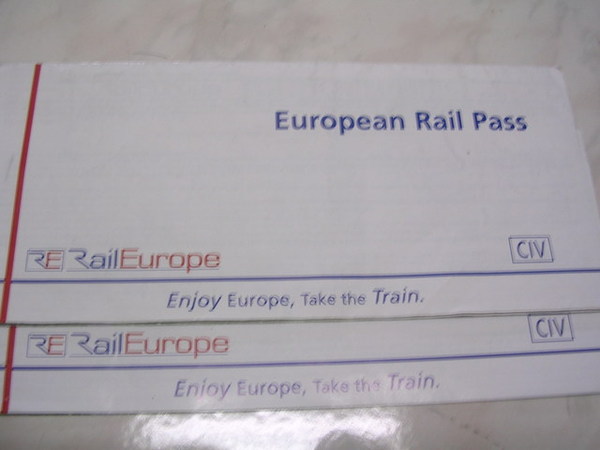 European Rail Pass
RE RailEurope CIV
Enjoy Europe, Take the Train.
RE RailEurope CIV
Enjoy Europe, Take the Train.